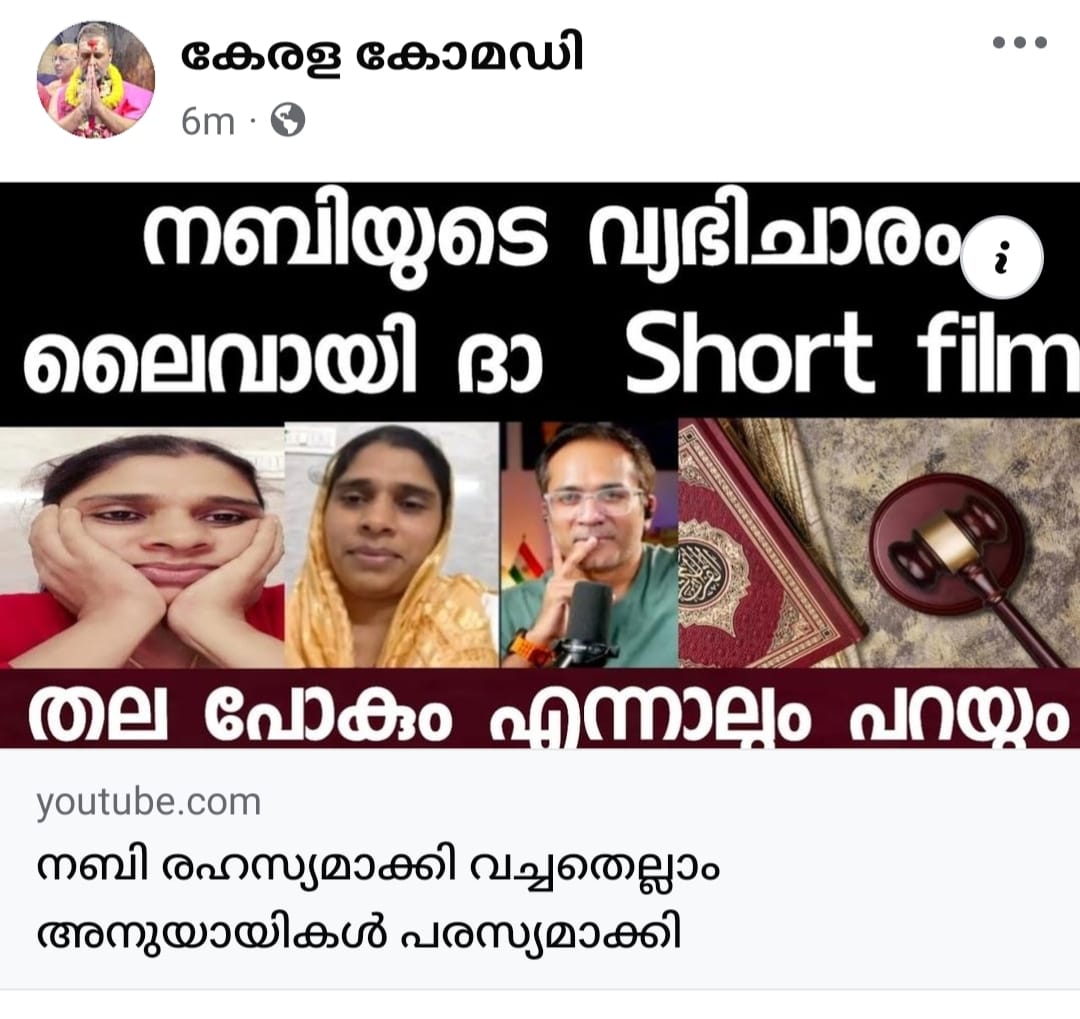 കേരള കോമഡി
6m ·
നബിയുടെ വ്യഭിചാരം
ലൈവായി ദാ Short film
തല പോകും എന്നാലും പറയും
youtube.com
നബി രഹസ്യമാക്കി വച്ചതെല്ലാം
അനുയായികൾ പരസ്യമാക്കി